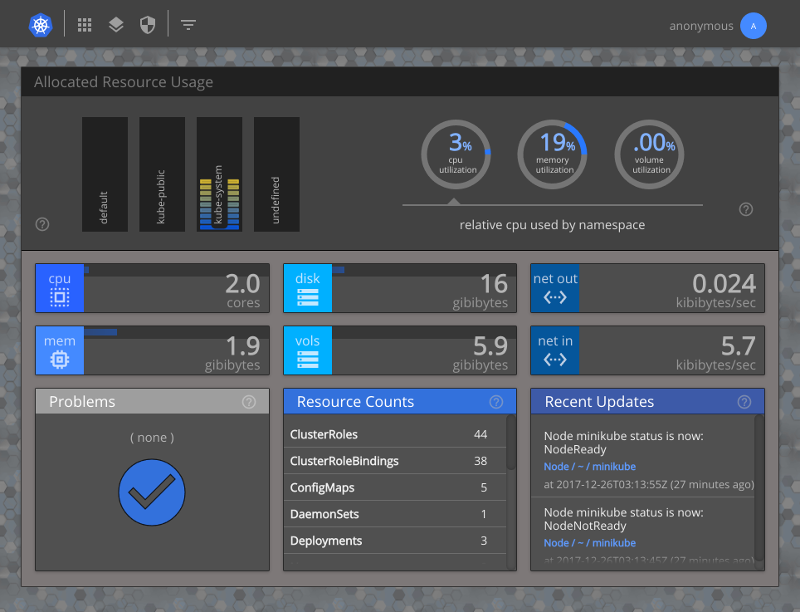 anonymous
A
Allocated Resource Usage
default
kube-public
kube-system
undefined
3%
cpu
utilization
19%
memory
utilization
.00%
volume
utilization
?
?
relative cpu used by namespace
cpu
2.0
cores
disk
16
gibibytes
net out
0.024
kibibytes/sec
mem
1.9
gibibytes
vols
5.9
gibibytes
net in
5.7
kibibytes/sec
Problems ?
( none )
Resource Counts ?
ClusterRoles 44
ClusterRoleBindings 38
ConfigMaps 5
DaemonSets 1
Deployments 3
Recent Updates ?
Node minikube status is now:
NodeReady
Node / ~ / minikube
at 2017-12-26T03:13:55Z (27 minutes ago)
Node minikube status is now:
NodeNotReady
Node / ~ / minikube
at 2017-12-26T03:13:45Z (27 minutes ago)